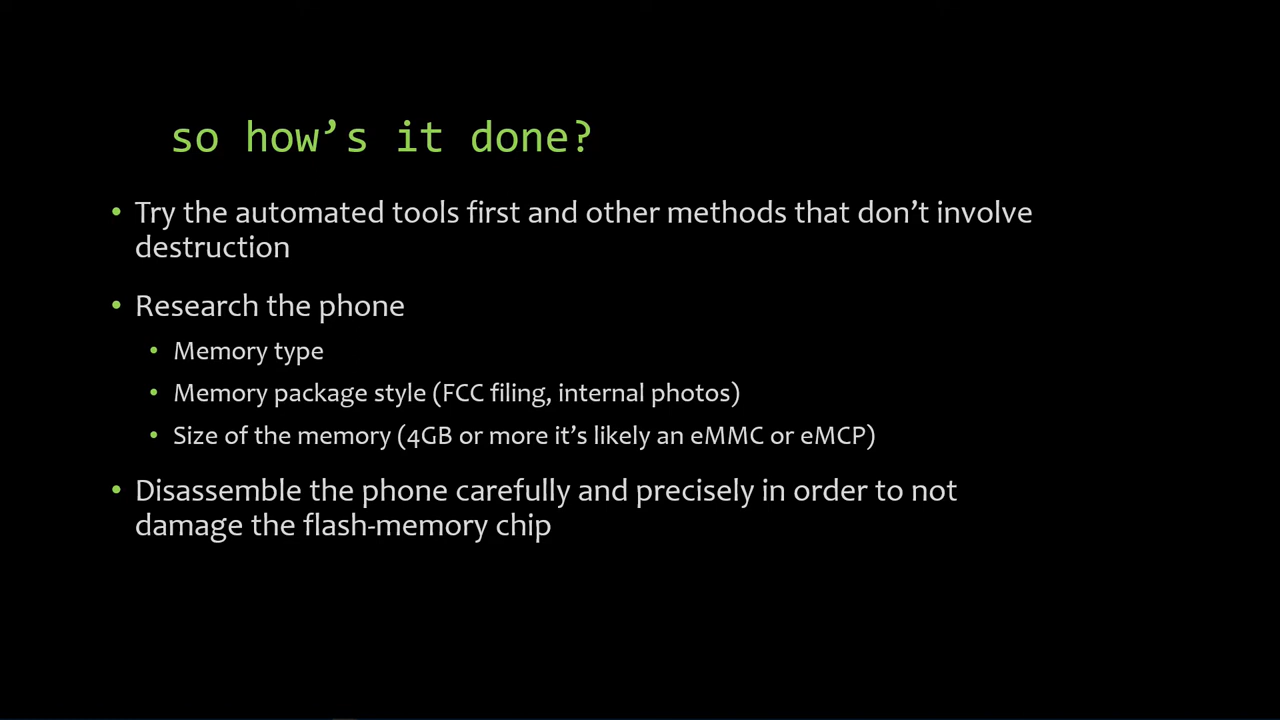 so how’s it done?
• Try the automated tools first and other methods that don’t involve
destruction
• Research the phone
• Memory type
• Memory package style (FCC filing, internal photos)
• Size of the memory (4GB or more it’s likely an eMMC or eMCP)
• Disassemble the phone carefully and precisely in order to not
damage the flash-memory chip